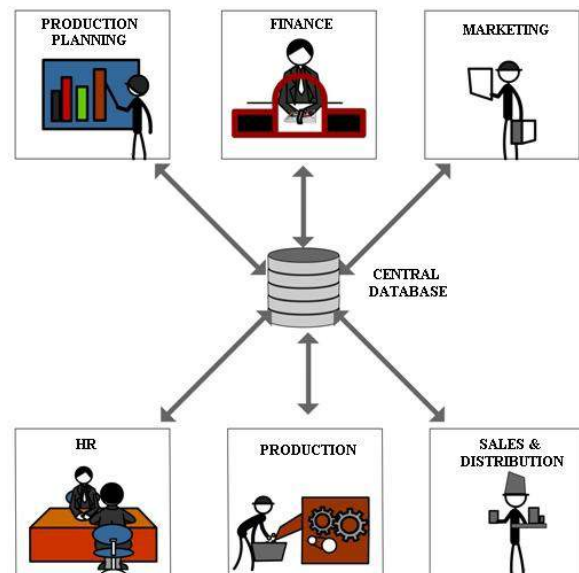 PRODUCTION
PLANNING
FINANCE
MARKETING
CENTRAL
DATABASE
HR
PRODUCTION
SALES &
DISTRIBUTION